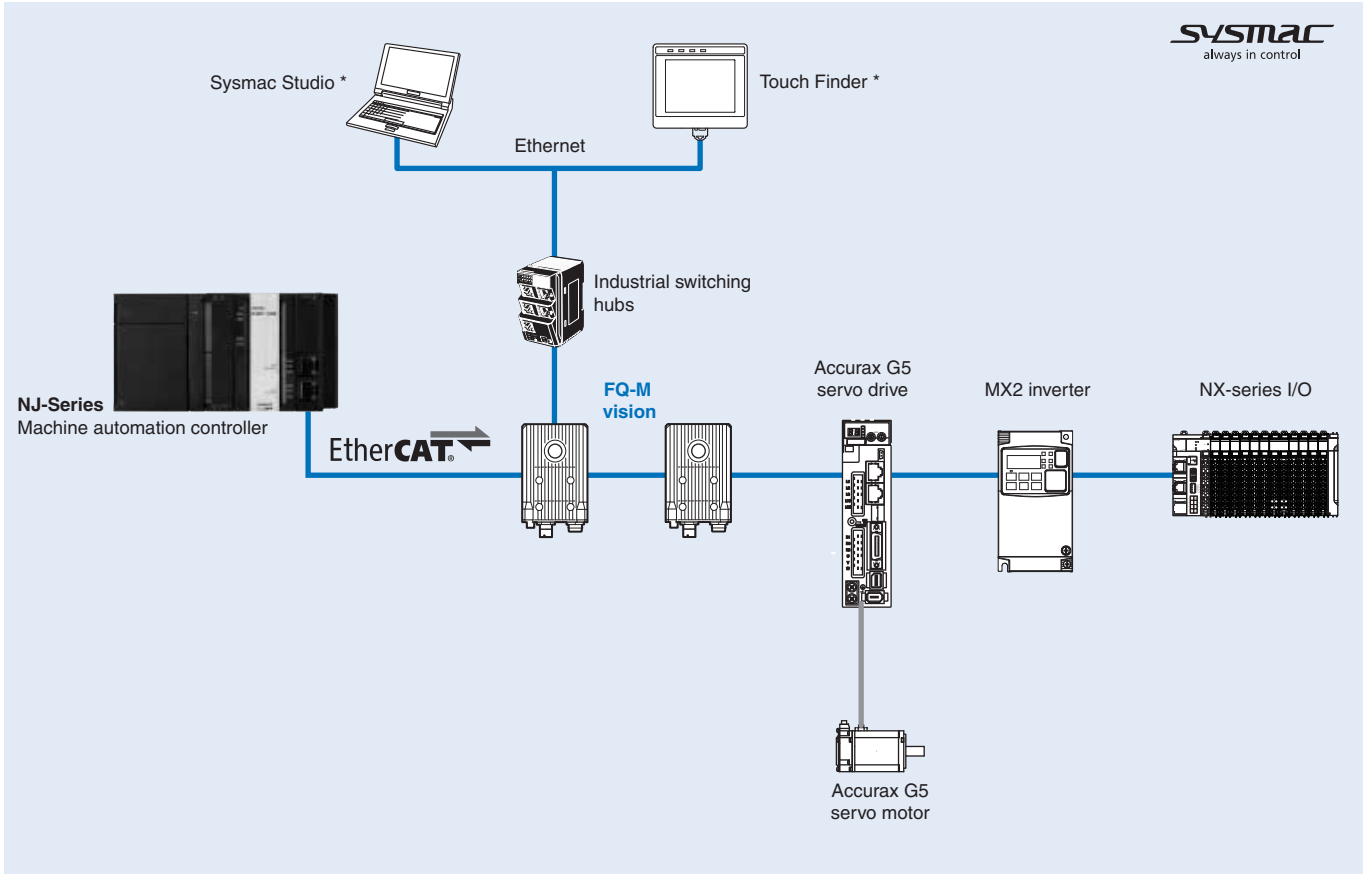 sysmac
always in control
Sysmac Studio *
Touch Finder *
Ethernet
Industrial switching
hubs
NJ-Series
Machine automation controller
EtherCAT®
FQ-M
vision
Accurax G5
servo drive
MX2 inverter
NX-series I/O
Accurax G5
servo motor